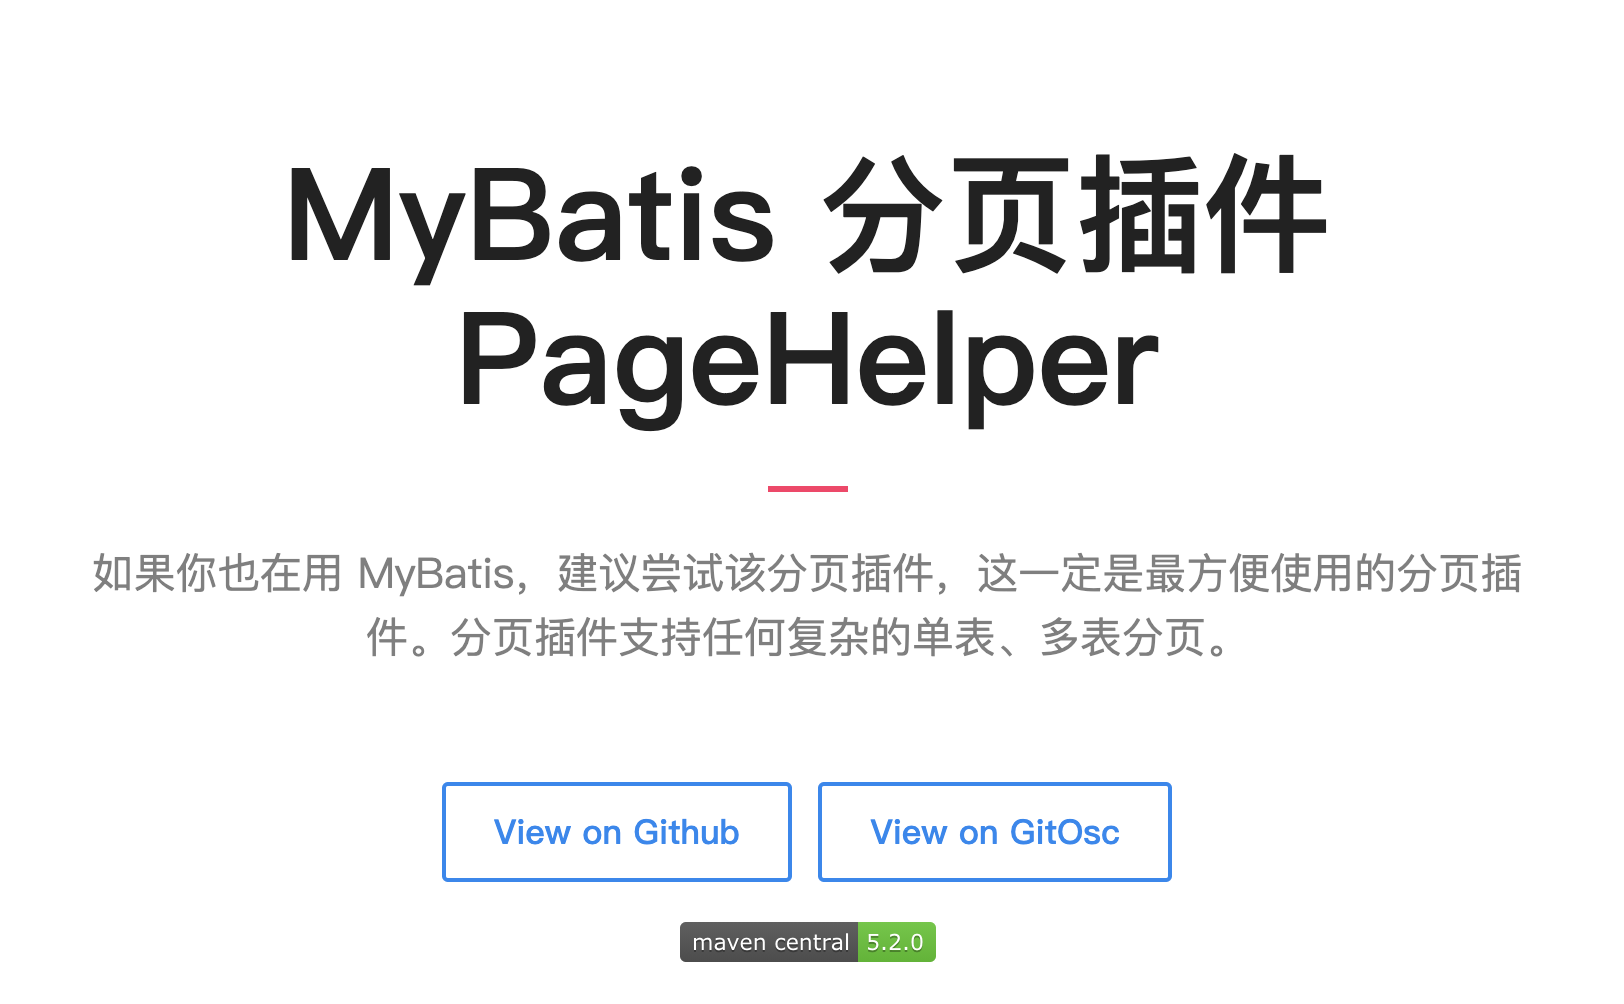 MyBatis 分页插件
PageHelper
如果你也在用 MyBatis，建议尝试该分页插件，这一定是最方便使用的分页插
件。分页插件支持任何复杂的单表、多表分页。
View on Github
View on GitOsc
maven central 5.2.0